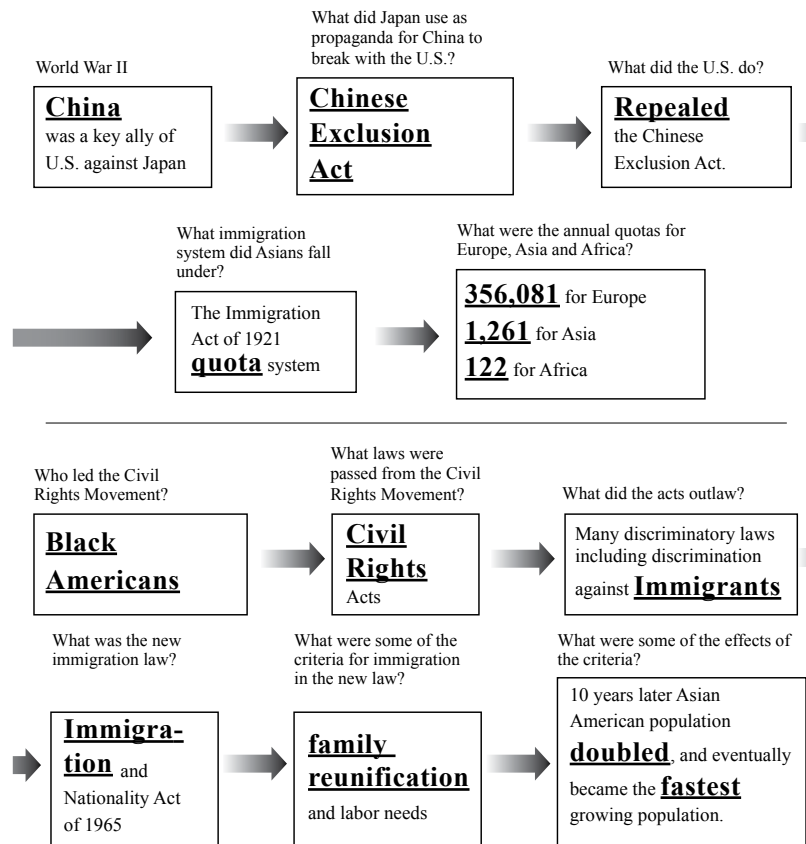 World War II
China
was a key ally of
U.S. against Japan
What did Japan use as
propaganda for China to
break with the U.S.?
Chinese
Exclusion
Act
What did the U.S. do?
Repealed
the Chinese
Exclusion Act.
What immigration
system did Asians fall
under?
The Immigration
Act of 1921
quota system
What were the annual quotas for
Europe, Asia and Africa?
356,081 for Europe
1,261 for Asia
122 for Africa
Who led the Civil
Rights Movement?
Black
Americans
What laws were
passed from the Civil
Rights Movement?
Civil
Rights
Acts
What did the acts outlaw?
Many discriminatory laws
including discrimination
against Immigrants
What was the new
immigration law?
Immigra-
tion and
Nationality Act
of 1965
What were some of the
criteria for immigration
in the new law?
family
reunification
and labor needs
What were some of the effects of
the criteria?
10 years later Asian
American population
doubled, and eventually
became the fastest
growing population.